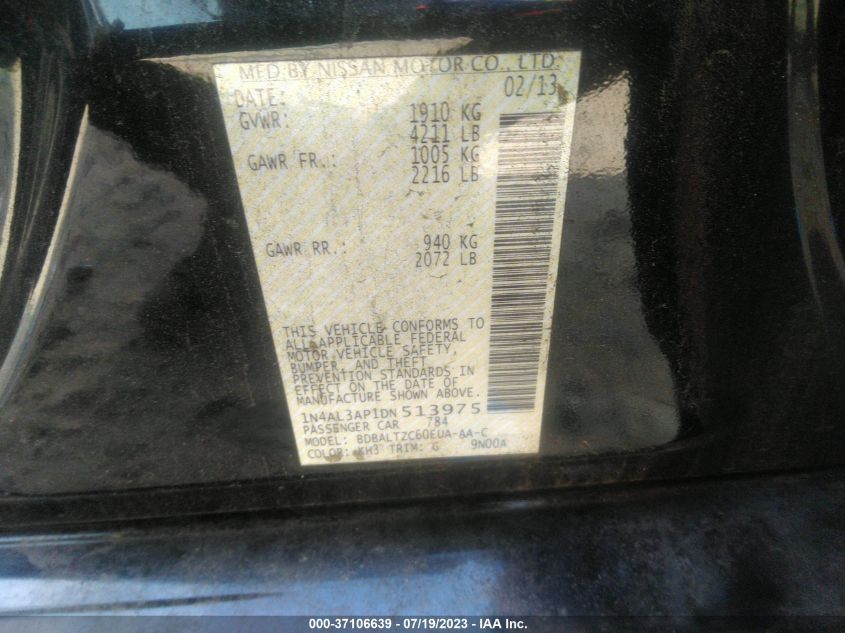 MFD BY NISSAN MOTOR CO., LTD.
DATE: 02/13
GVWR: 1910 KG
4211 LB
GAWR FR.: 1005 KG
2216 LB
GAWR RR.: 940 KG
2072 LB
THIS VEHICLE CONFORMS TO
ALL APPLICABLE FEDERAL
MOTOR VEHICLE SAFETY,
BUMPER, AND THEFT
PREVENTION STANDARDS IN
EFFECT ON THE DATE OF
MANUFACTURE SHOWN ABOVE.
1N4AL3AP1DN 513975
PASSENGER CAR 784
MODEL: BDBALTZC60EUA-AA-C
COLOR: KH3 TRIM: G 9N00A
000-37106639 - 07/19/2023 - IAA Inc.